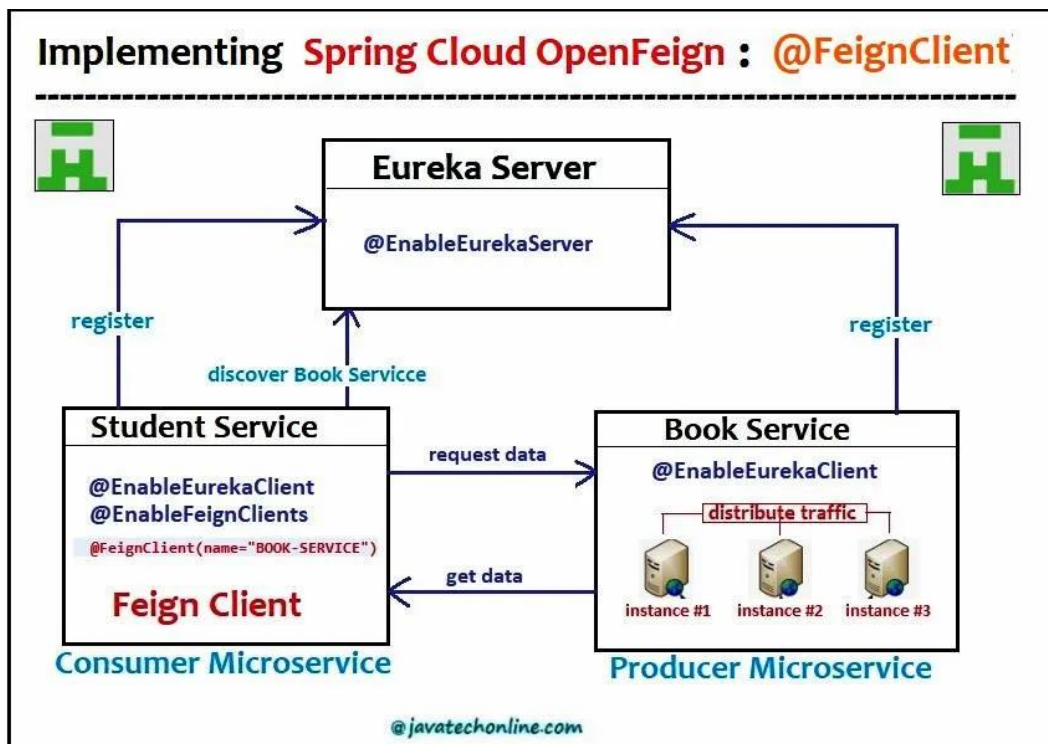 Implementing Spring Cloud OpenFeign : @FeignClient
Eureka Server
@EnableEurekaServer
register
register
discover Book Servicce
Student Service
@EnableEurekaClient
@EnableFeignClients
@FeignClient(name="BOOK-SERVICE")
Feign Client
Consumer Microservice
request data
get data
Book Service
@EnableEurekaClient
distribute traffic
instance #1 instance #2 instance #3
Producer Microservice
@javatechonline.com